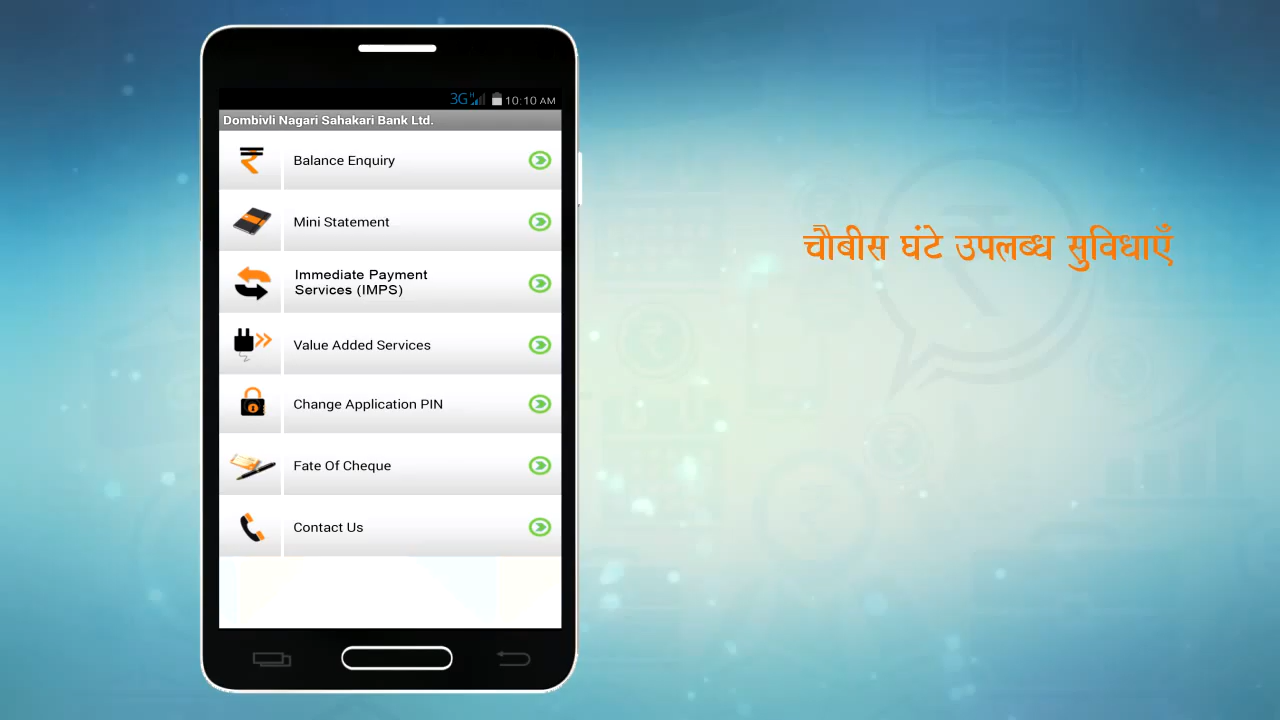 3G H 10:10 AM
Dombivli Nagari Sahakari Bank Ltd.
Balance Enquiry
Mini Statement
Immediate Payment
Services (IMPS)
Value Added Services
Change Application PIN
Fate Of Cheque
Contact Us
चौबीस घंटे उपलब्ध सुविधाएँ